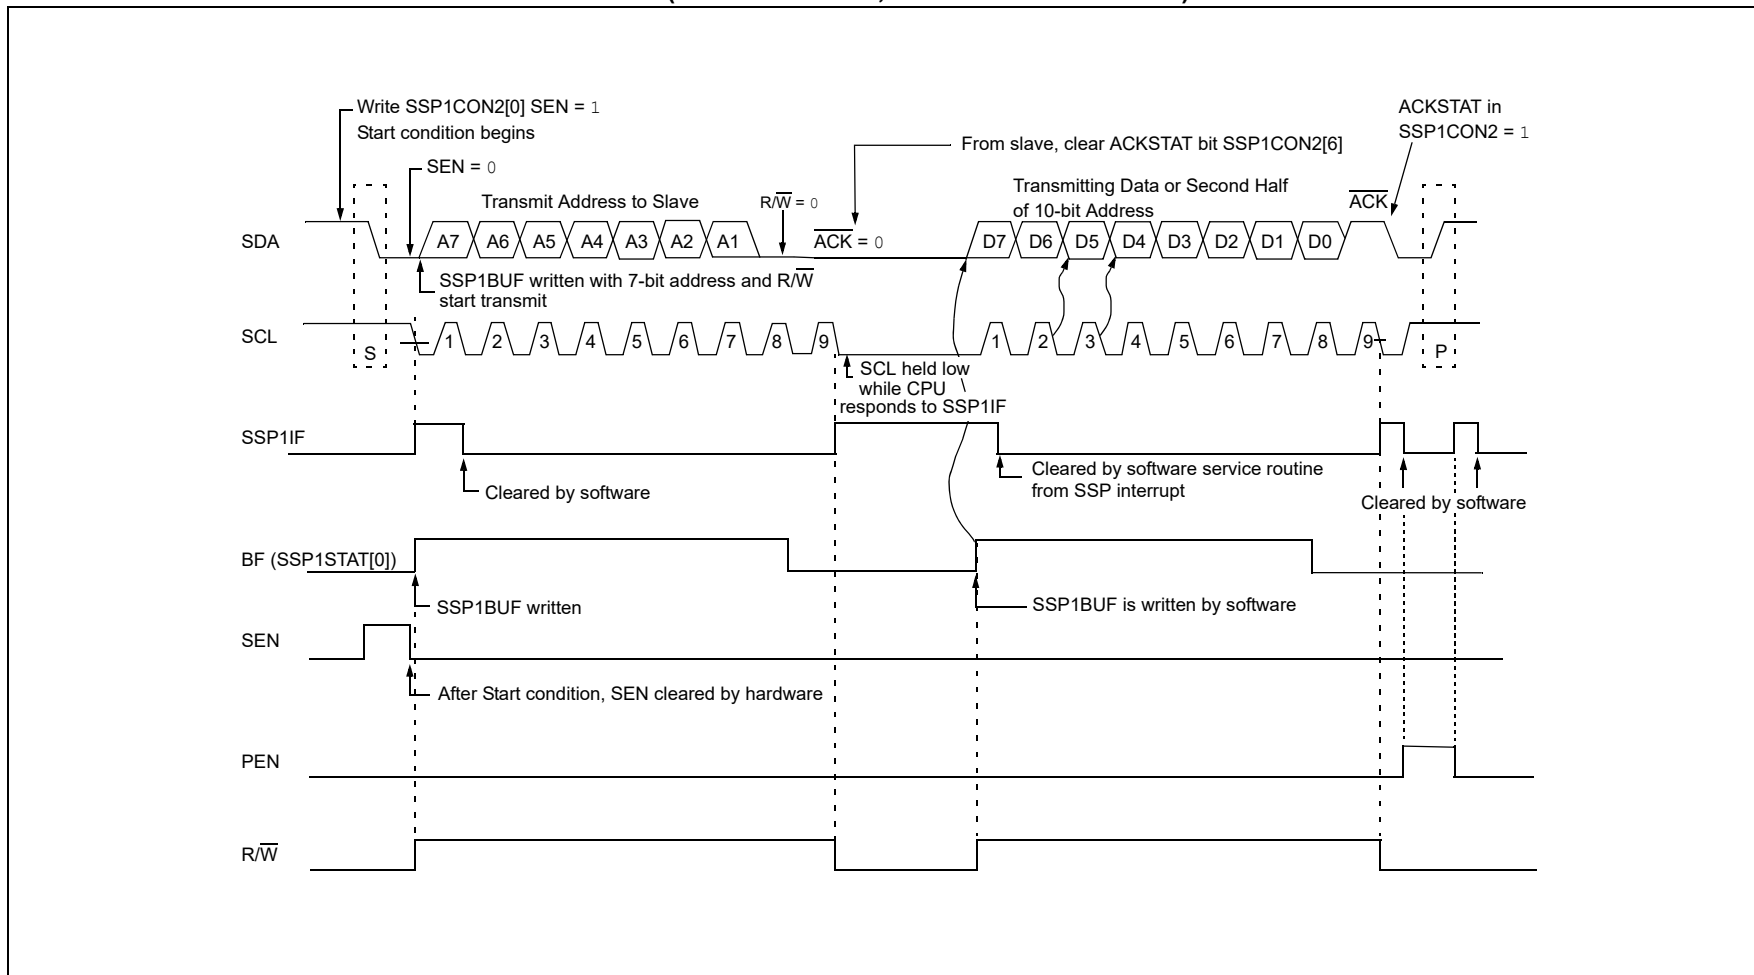 Write SSP1CON2[0] SEN = 1
Start condition begins
SEN = 0
Transmit Address to Slave
R/W̅ = 0
From slave, clear ACKSTAT bit SSP1CON2[6]
Transmitting Data or Second Half
of 10-bit Address
ACKSTAT in
SSP1CON2 = 1
A̅C̅K̅
SDA
A7 A6 A5 A4 A3 A2 A1
A̅C̅K̅ = 0
D7 D6 D5 D4 D3 D2 D1 D0
SSP1BUF written with 7-bit address and R/W̅
start transmit
SCL
S
1 2 3 4 5 6 7 8 9
1 2 3 4 5 6 7 8 9
P
SCL held low
while CPU
responds to SSP1IF
SSP1IF
Cleared by software
Cleared by software service routine
from SSP interrupt
Cleared by software
BF (SSP1STAT[0])
SSP1BUF written
SSP1BUF is written by software
SEN
After Start condition, SEN cleared by hardware
PEN
R/W̅